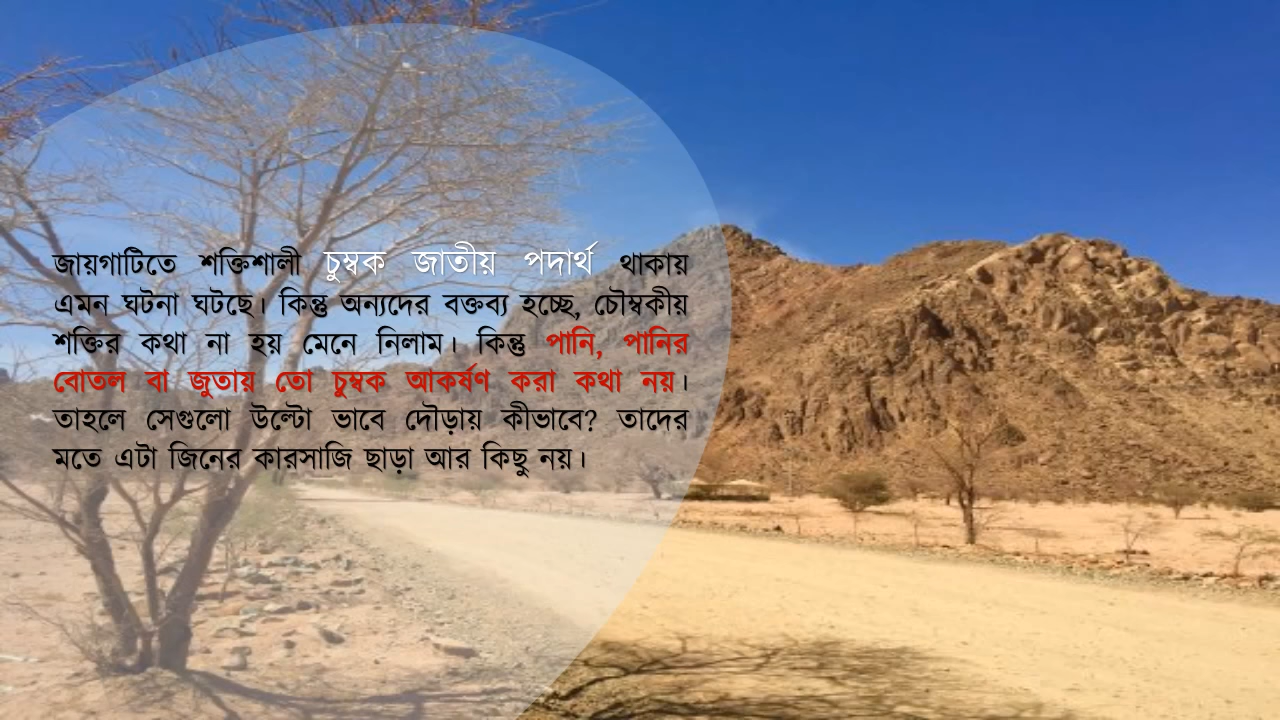 জায়গাটিতে শক্তিশালী চুম্বক জাতীয় পদার্থ থাকায়
এমন ঘটনা ঘটছে। কিন্তু অন্যদের বক্তব্য হচ্ছে, চৌম্বকীয়
শক্তির কথা না হয় মেনে নিলাম। কিন্তু পানি, পানির
বোতল বা জুতায় তো চুম্বক আকর্ষণ করা কথা নয়।
তাহলে সেগুলো উল্টো ভাবে দৌড়ায় কীভাবে? তাদের
মতে এটা জিনের কারসাজি ছাড়া আর কিছু নয়।